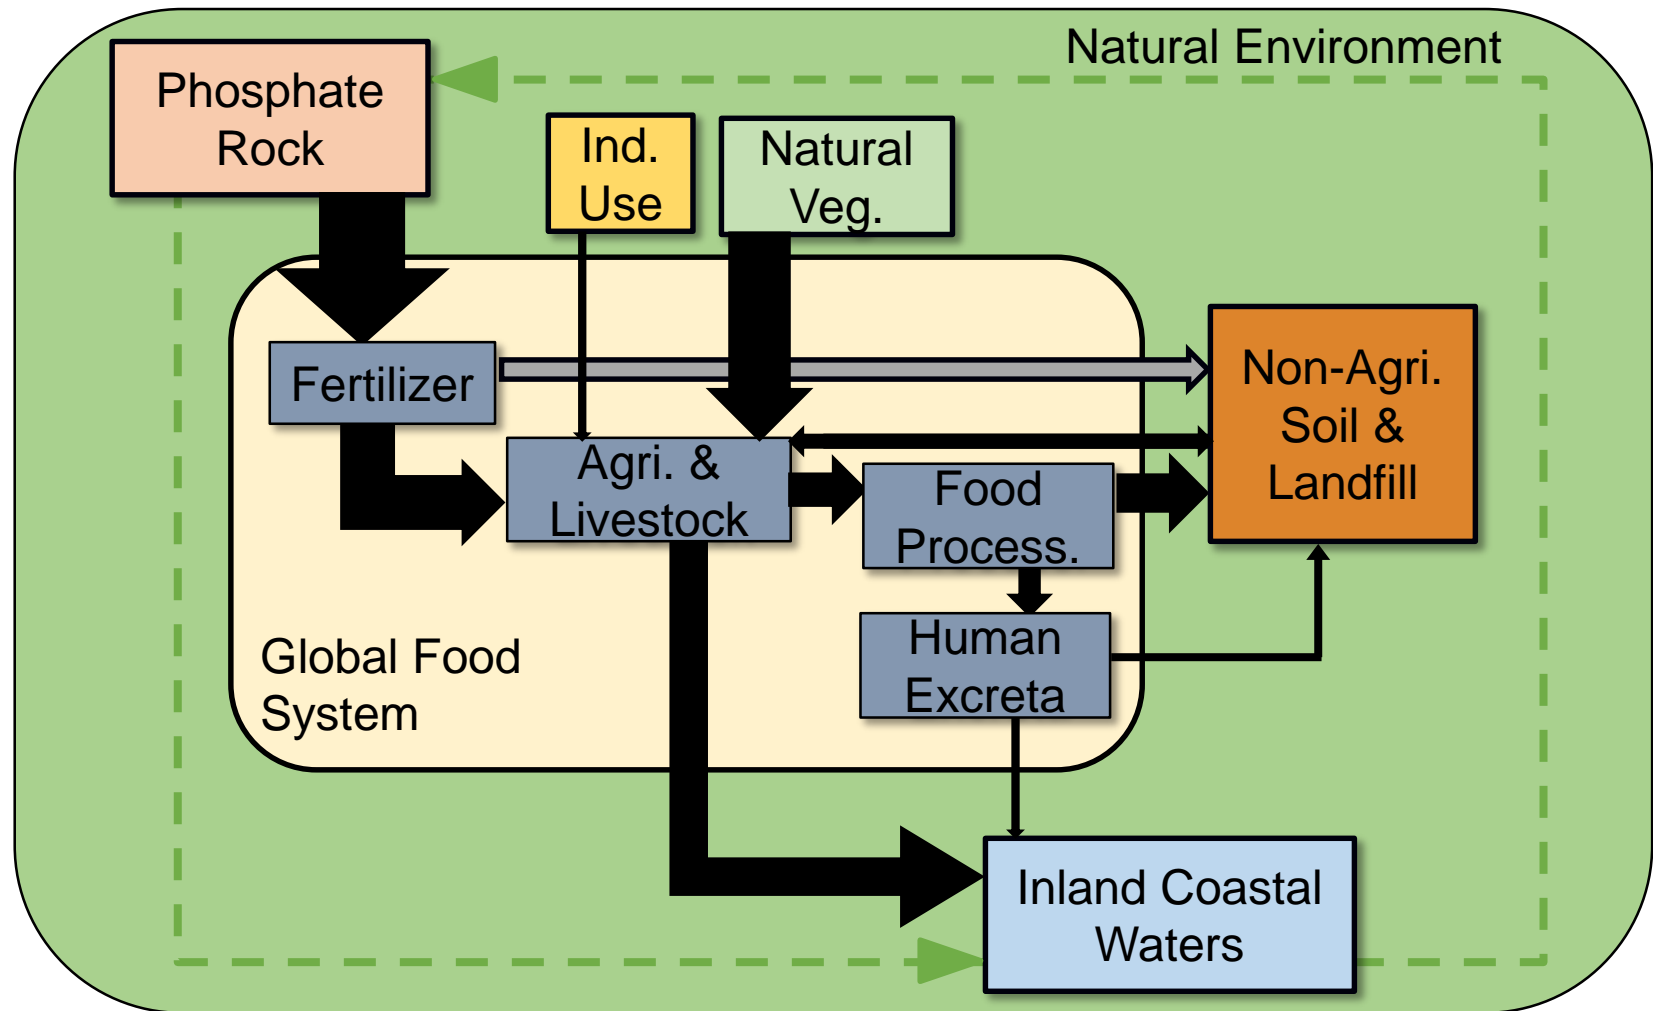 Natural Environment
Phosphate
Rock
Ind.
Use
Natural
Veg.
Fertilizer
Non-Agri.
Soil &
Landfill
Agri. &
Livestock
Food
Process.
Human
Excreta
Global Food
System
Inland Coastal
Waters